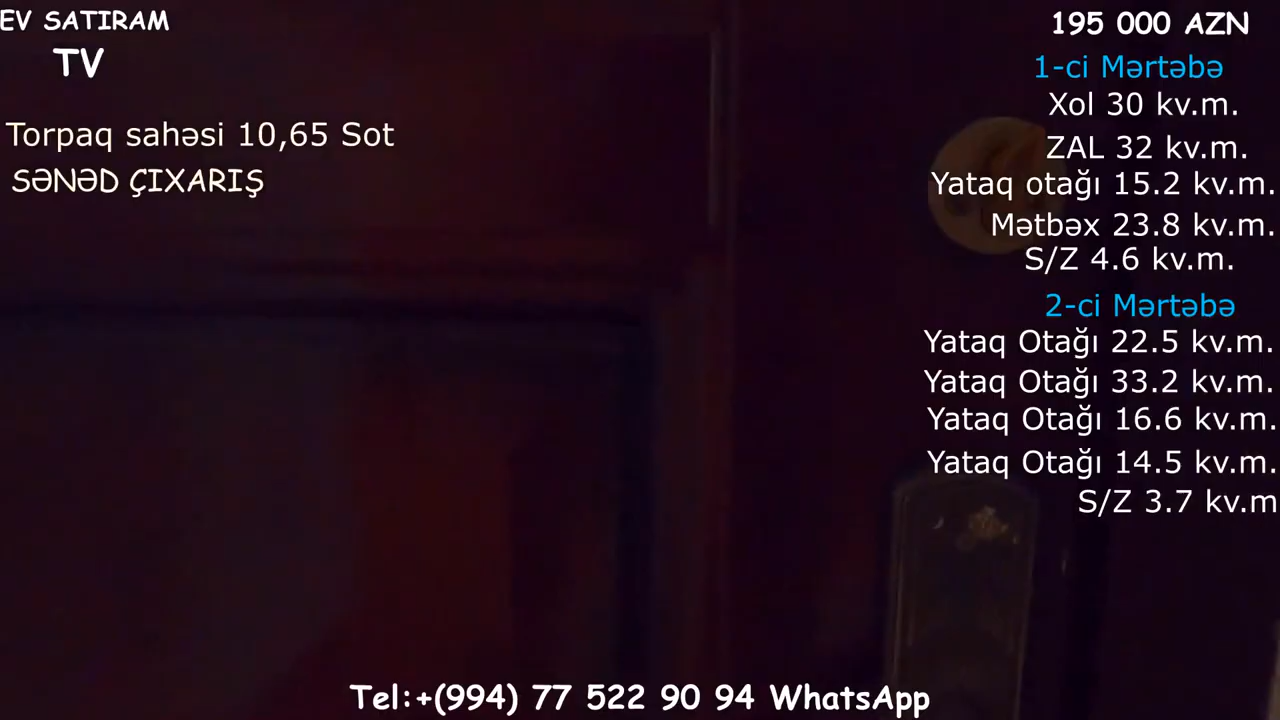 EV SATIRAM
TV
Torpaq sahəsi 10,65 Sot
SƏNƏD ÇIXARIŞ
195 000 AZN
1-ci Mərtəbə
Xol 30 kv.m.
ZAL 32 kv.m.
Yataq otağı 15.2 kv.m.
Mətbəx 23.8 kv.m.
S/Z 4.6 kv.m.
2-ci Mərtəbə
Yataq Otağı 22.5 kv.m.
Yataq Otağı 33.2 kv.m.
Yataq Otağı 16.6 kv.m.
Yataq Otağı 14.5 kv.m.
S/Z 3.7 kv.m
Tel:+(994) 77 522 90 94 WhatsApp